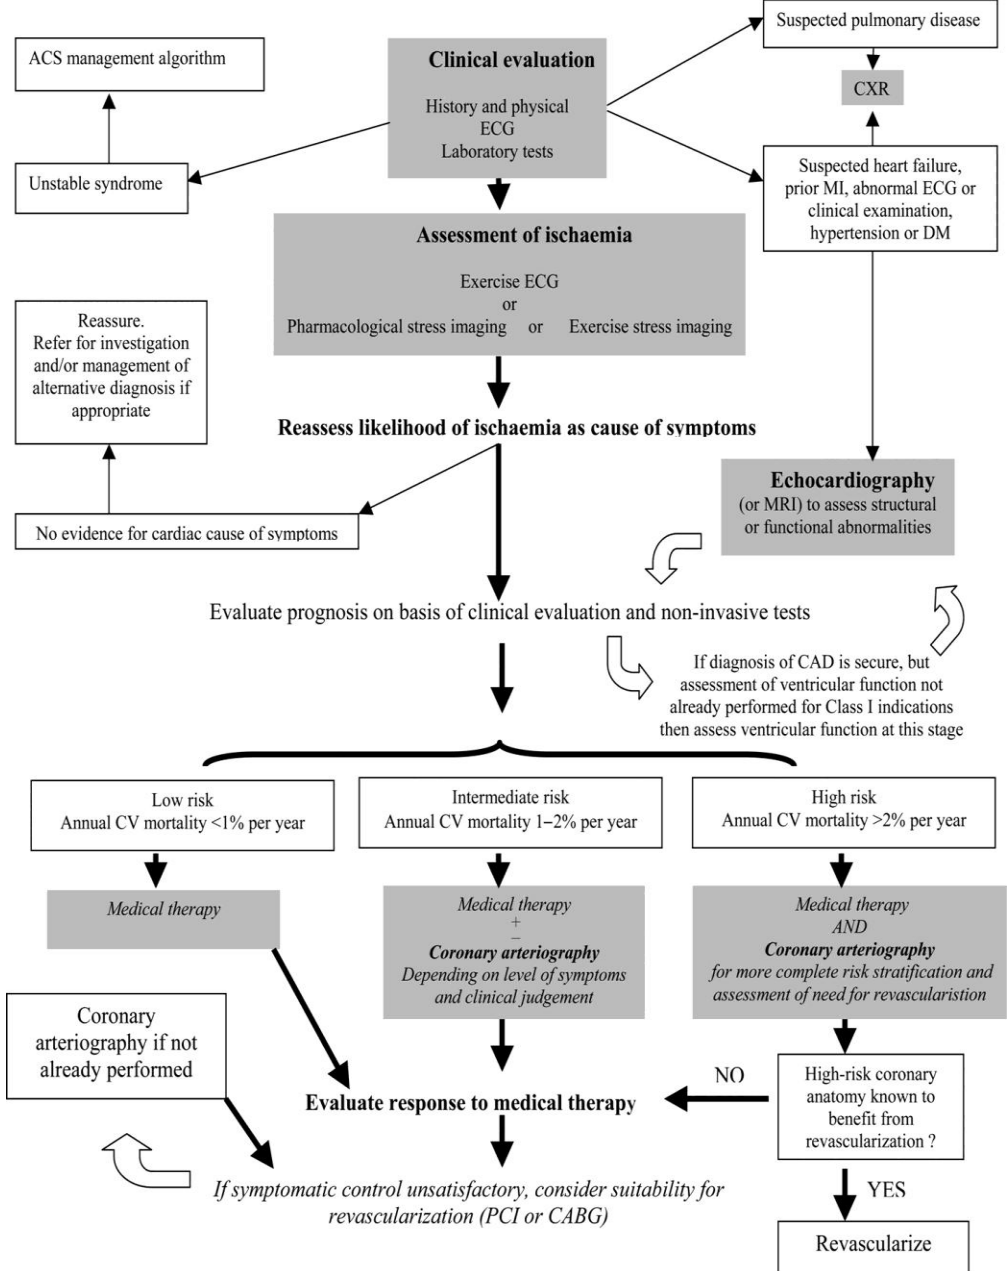 Suspected pulmonary disease
ACS management algorithm
Clinical evaluation
CXR
History and physical
ECG
Laboratory tests
Unstable syndrome
Suspected heart failure,
prior MI, abnormal ECG or
clinical examination,
hypertension or DM
Assessment of ischaemia
Exercise ECG
or
Pharmacological stress imaging or Exercise stress imaging
Reassure.
Refer for investigation
and/or management of
alternative diagnosis if
appropriate
Reassess likelihood of ischaemia as cause of symptoms
Echocardiography
(or MRI) to assess structural
or functional abnormalities
No evidence for cardiac cause of symptoms
Evaluate prognosis on basis of clinical evaluation and non-invasive tests
If diagnosis of CAD is secure, but
assessment of ventricular function not
already performed for Class I indications
then assess ventricular function at this stage
Low risk
Annual CV mortality <1% per year
Intermediate risk
Annual CV mortality 1–2% per year
High risk
Annual CV mortality >2% per year
Medical therapy
Medical therapy
+
–
Coronary arteriography
Depending on level of symptoms
and clinical judgement
Medical therapy
AND
Coronary arteriography
for more complete risk stratification and
assessment of need for revascularistion
Coronary
arteriography if not
already performed
Evaluate response to medical therapy
NO
High-risk coronary
anatomy known to
benefit from
revascularization ?
If symptomatic control unsatisfactory, consider suitability for
revascularization (PCI or CABG)
YES
Revascularize